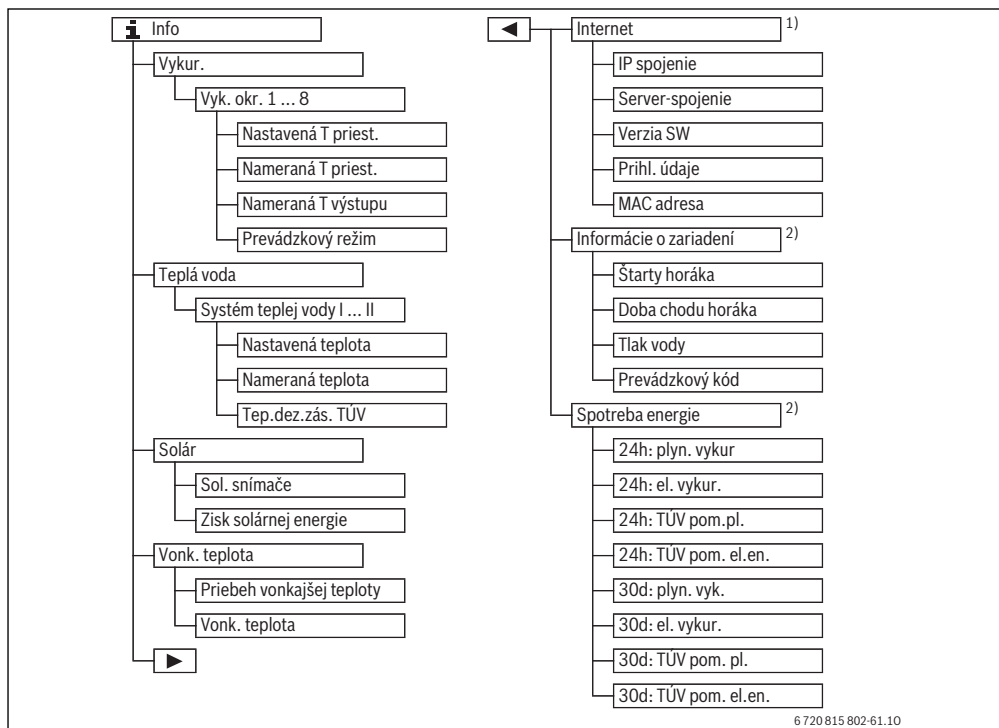 i Info
Vykur.
Vyk. okr. 1 ... 8
Nastavená T priest.
Nameraná T priest.
Nameraná T výstupu
Prevádzkový režim
Teplá voda
Systém teplej vody I ... II
Nastavená teplota
Nameraná teplota
Tep.dez.zás. TÚV
Solár
Sol. snímače
Zisk solárnej energie
Vonk. teplota
Priebeh vonkajšej teploty
Vonk. teplota
Internet 1)
IP spojenie
Server-spojenie
Verzia SW
Prihl. údaje
MAC adresa
Informácie o zariadení 2)
Štarty horáka
Doba chodu horáka
Tlak vody
Prevádzkový kód
Spotreba energie 2)
24h: plyn. vykur
24h: el. vykur.
24h: TÚV pom.pl.
24h: TÚV pom. el.en.
30d: plyn. vyk.
30d: el. vykur.
30d: TÚV pom. pl.
30d: TÚV pom. el.en.
6 720 815 802-61.1O